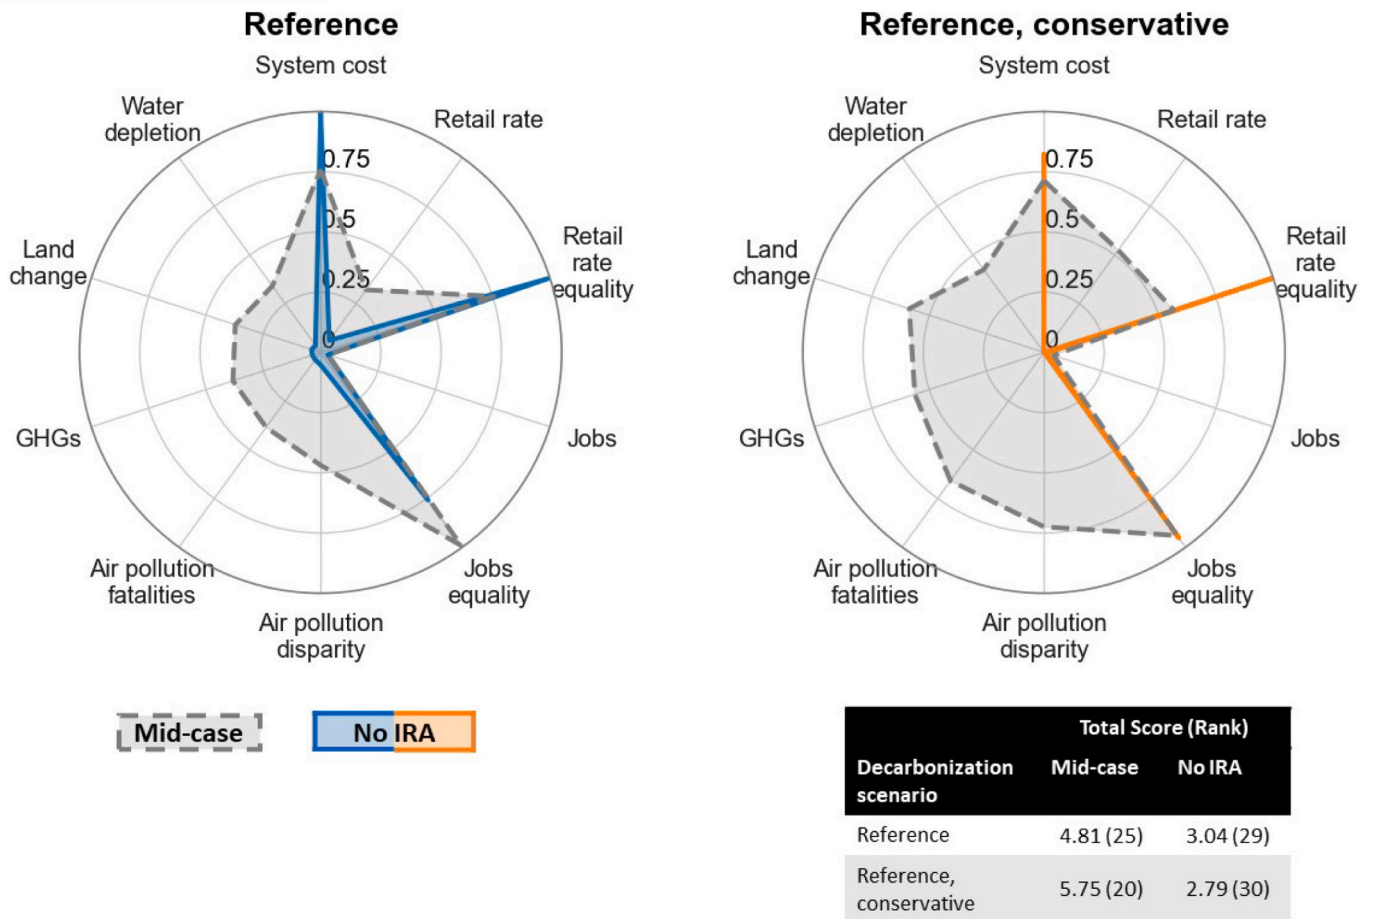 Reference
System cost
Water
depletion
Retail rate
0.75
0.5
0.25
0
Land
change
Retail
rate
equality
GHGs
Jobs
Air pollution
fatalities
Jobs
equality
Air pollution
disparity
Reference, conservative
System cost
Water
depletion
Retail rate
0.75
0.5
0.25
0
Land
change
Retail
rate
equality
GHGs
Jobs
Air pollution
fatalities
Jobs
equality
Air pollution
disparity
Mid-case
No IRA
Total Score (Rank)
Decarbonization
scenario
Mid-case
No IRA
Reference 4.81 (25) 3.04 (29)
Reference,
conservative
5.75 (20) 2.79 (30)